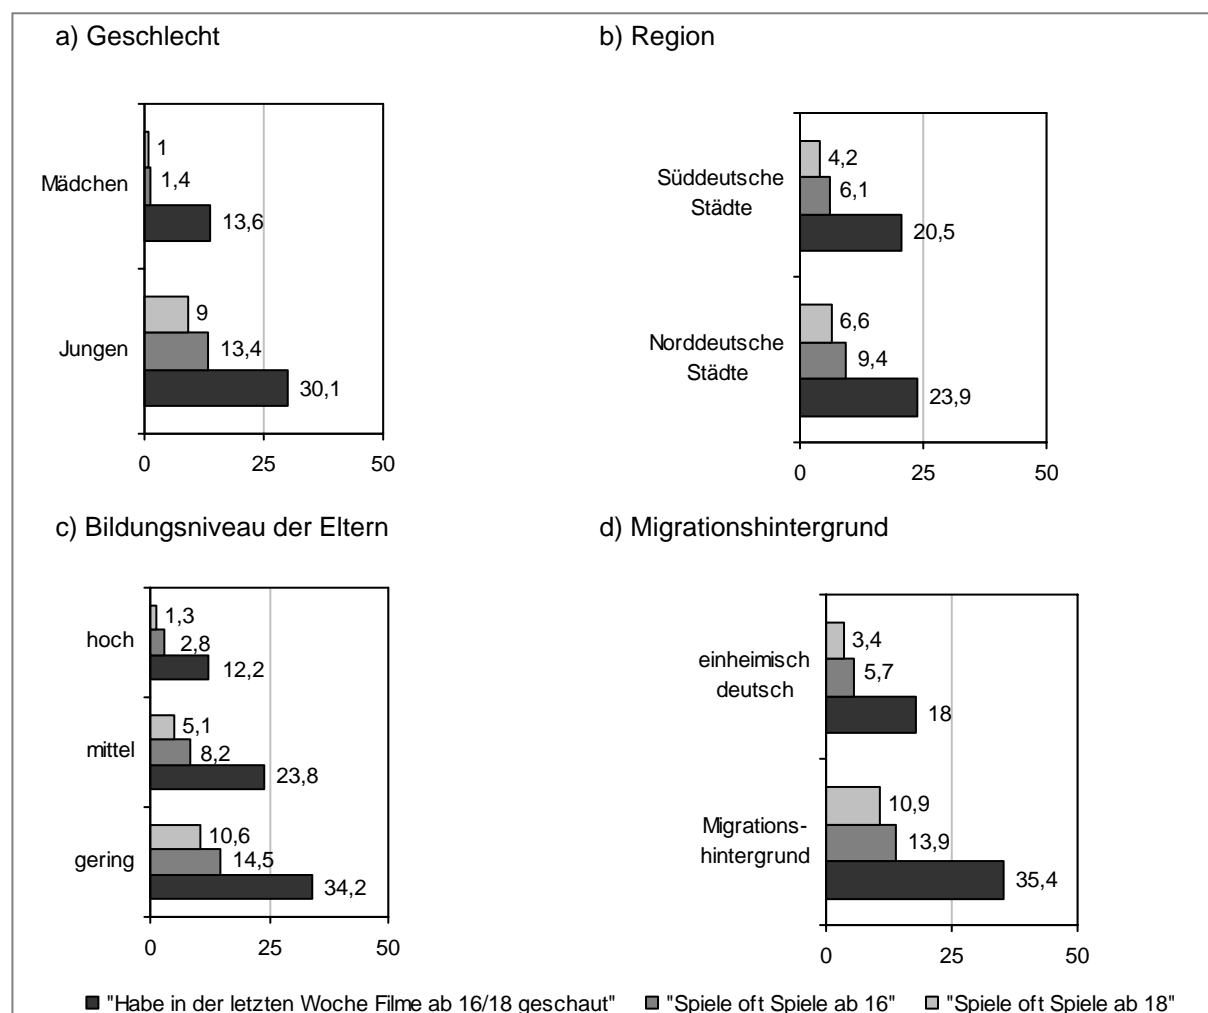 a) Geschlecht
b) Region
Mädchen
1
1,4
13,6
Jungen
9
13,4
30,1
0 25 50
Süddeutsche
Städte
4,2
6,1
20,5
Norddeutsche
Städte
6,6
9,4
23,9
0 25 50
c) Bildungsniveau der Eltern
d) Migrationshintergrund
hoch
1,3
2,8
12,2
mittel
5,1
8,2
23,8
gering
10,6
14,5
34,2
0 25 50
einheimisch
deutsch
3,4
5,7
18
Migrations-
hintergrund
10,9
13,9
35,4
0 25 50
"Habe in der letzten Woche Filme ab 16/18 geschaut" "Spiele oft Spiele ab 16" "Spiele oft Spiele ab 18"